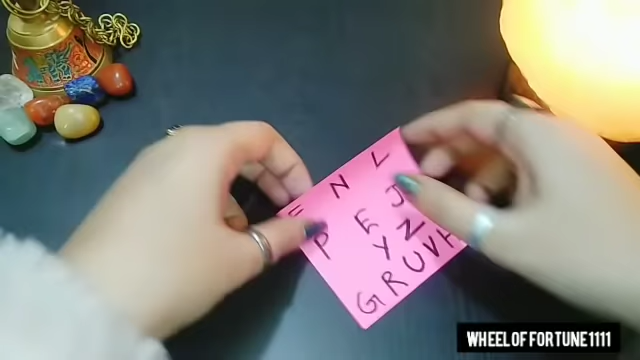 F N L
P E J
Y N
G R U V H
WHEEL OF FORTUNE1111